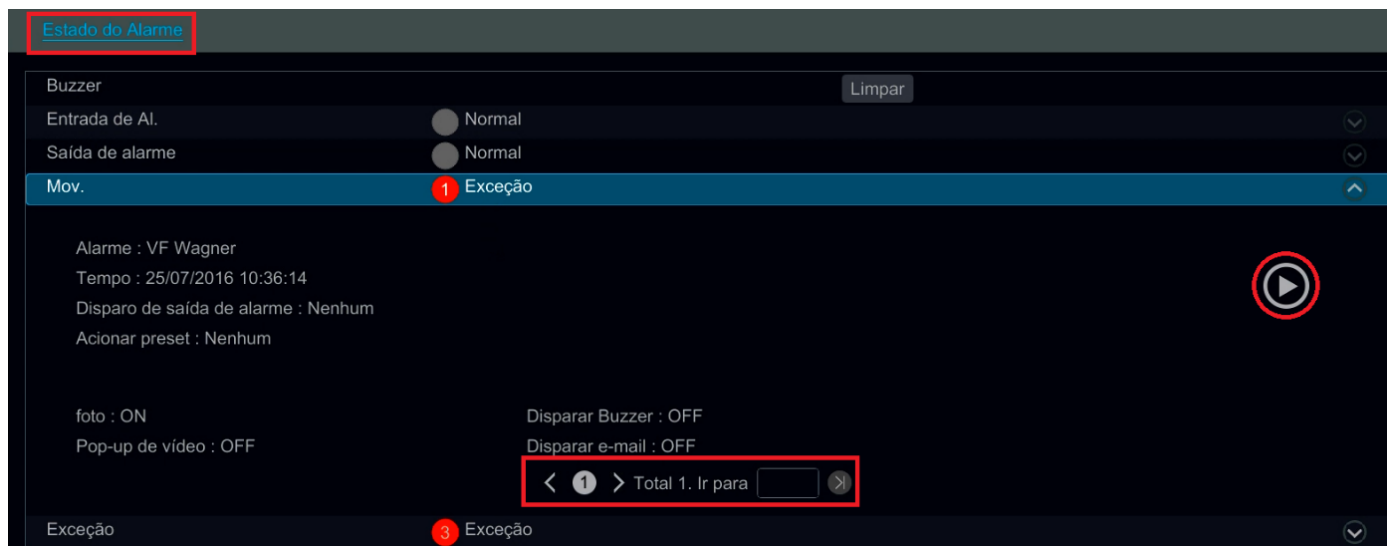 Estado do Alarme
Buzzer Limpar
Entrada de Al. Normal
Saída de alarme Normal
Mov. 1 Exceção
Alarme : VF Wagner
Tempo : 25/07/2016 10:36:14
Disparo de saída de alarme : Nenhum
Acionar preset : Nenhum
foto : ON Disparar Buzzer : OFF
Pop-up de vídeo : OFF Disparar e-mail : OFF
1 Total 1. Ir para
Exceção 3 Exceção